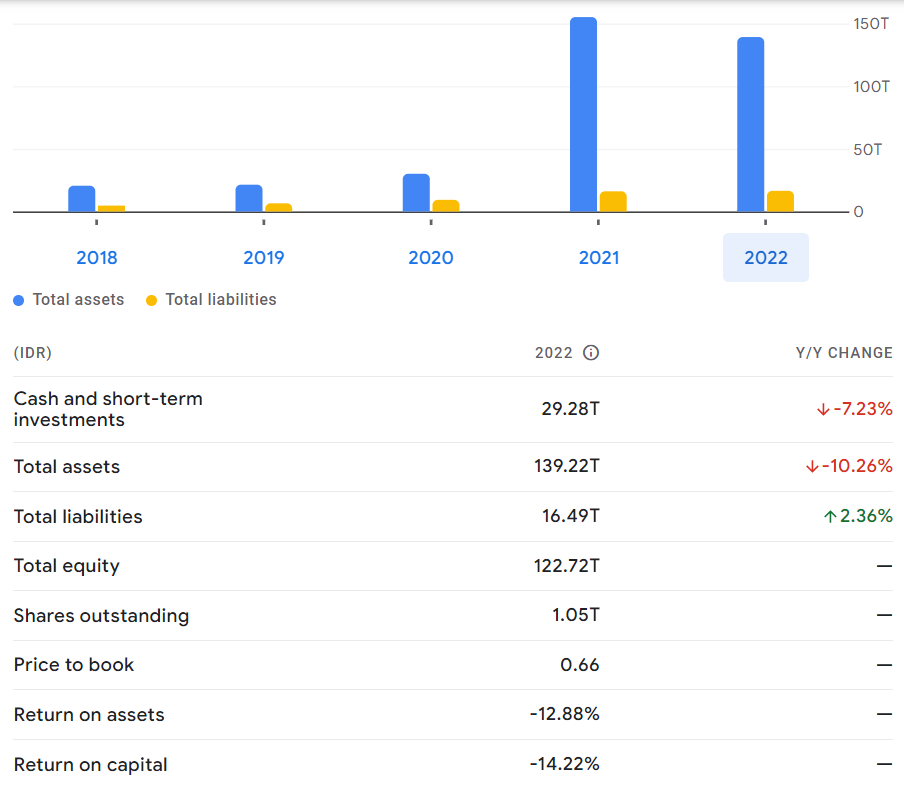 150T
100T
50T
0
2018 2019 2020 2021 2022
Total assets Total liabilities
(IDR) 2022 Y/Y CHANGE
Cash and short-term
investments 29.28T -7.23%
Total assets 139.22T -10.26%
Total liabilities 16.49T 2.36%
Total equity 122.72T —
Shares outstanding 1.05T —
Price to book 0.66 —
Return on assets -12.88% —
Return on capital -14.22% —